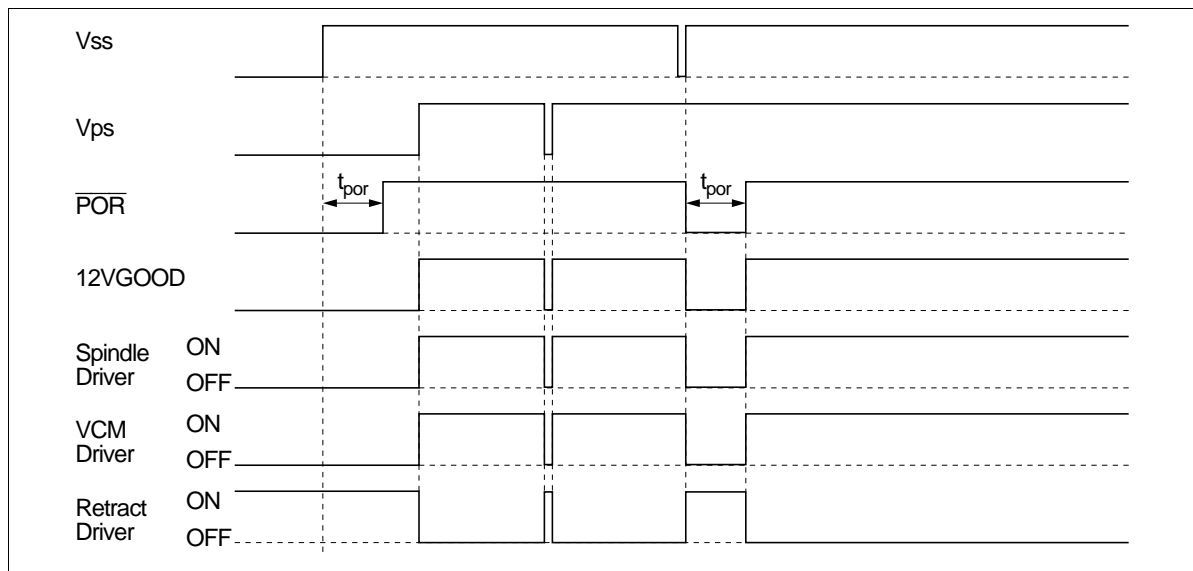 Vss
Vps
tpor
tpor
POR
12VGOOD
Spindle Driver
ON
OFF
VCM Driver
ON
OFF
Retract Driver
ON
OFF